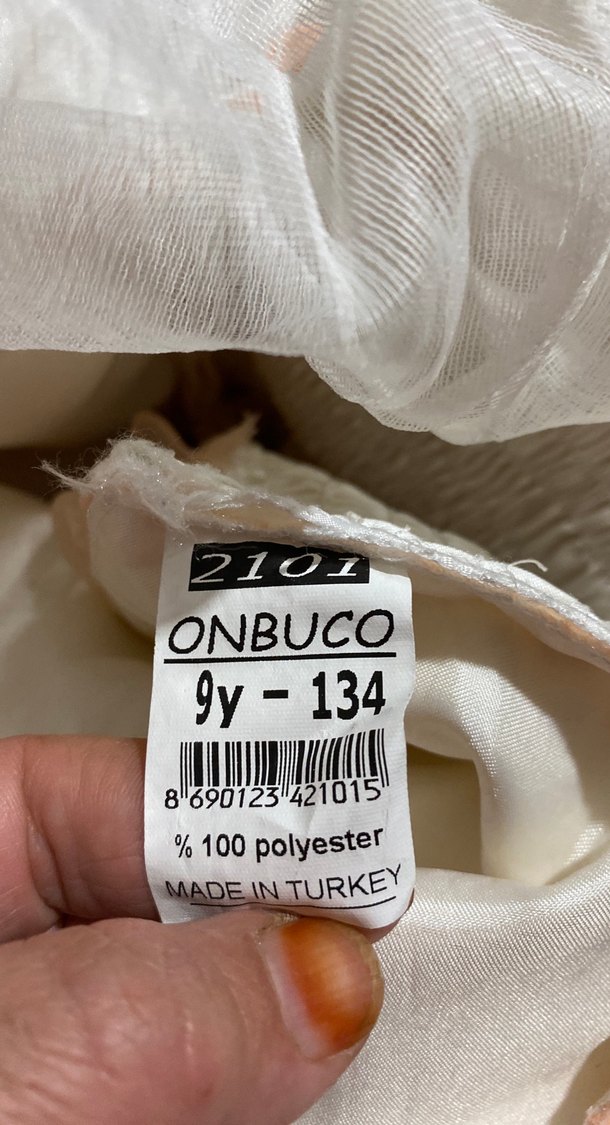 2101
ONBUCO
9y - 134
8 690123 421015
% 100 polyester
MADE IN TURKEY